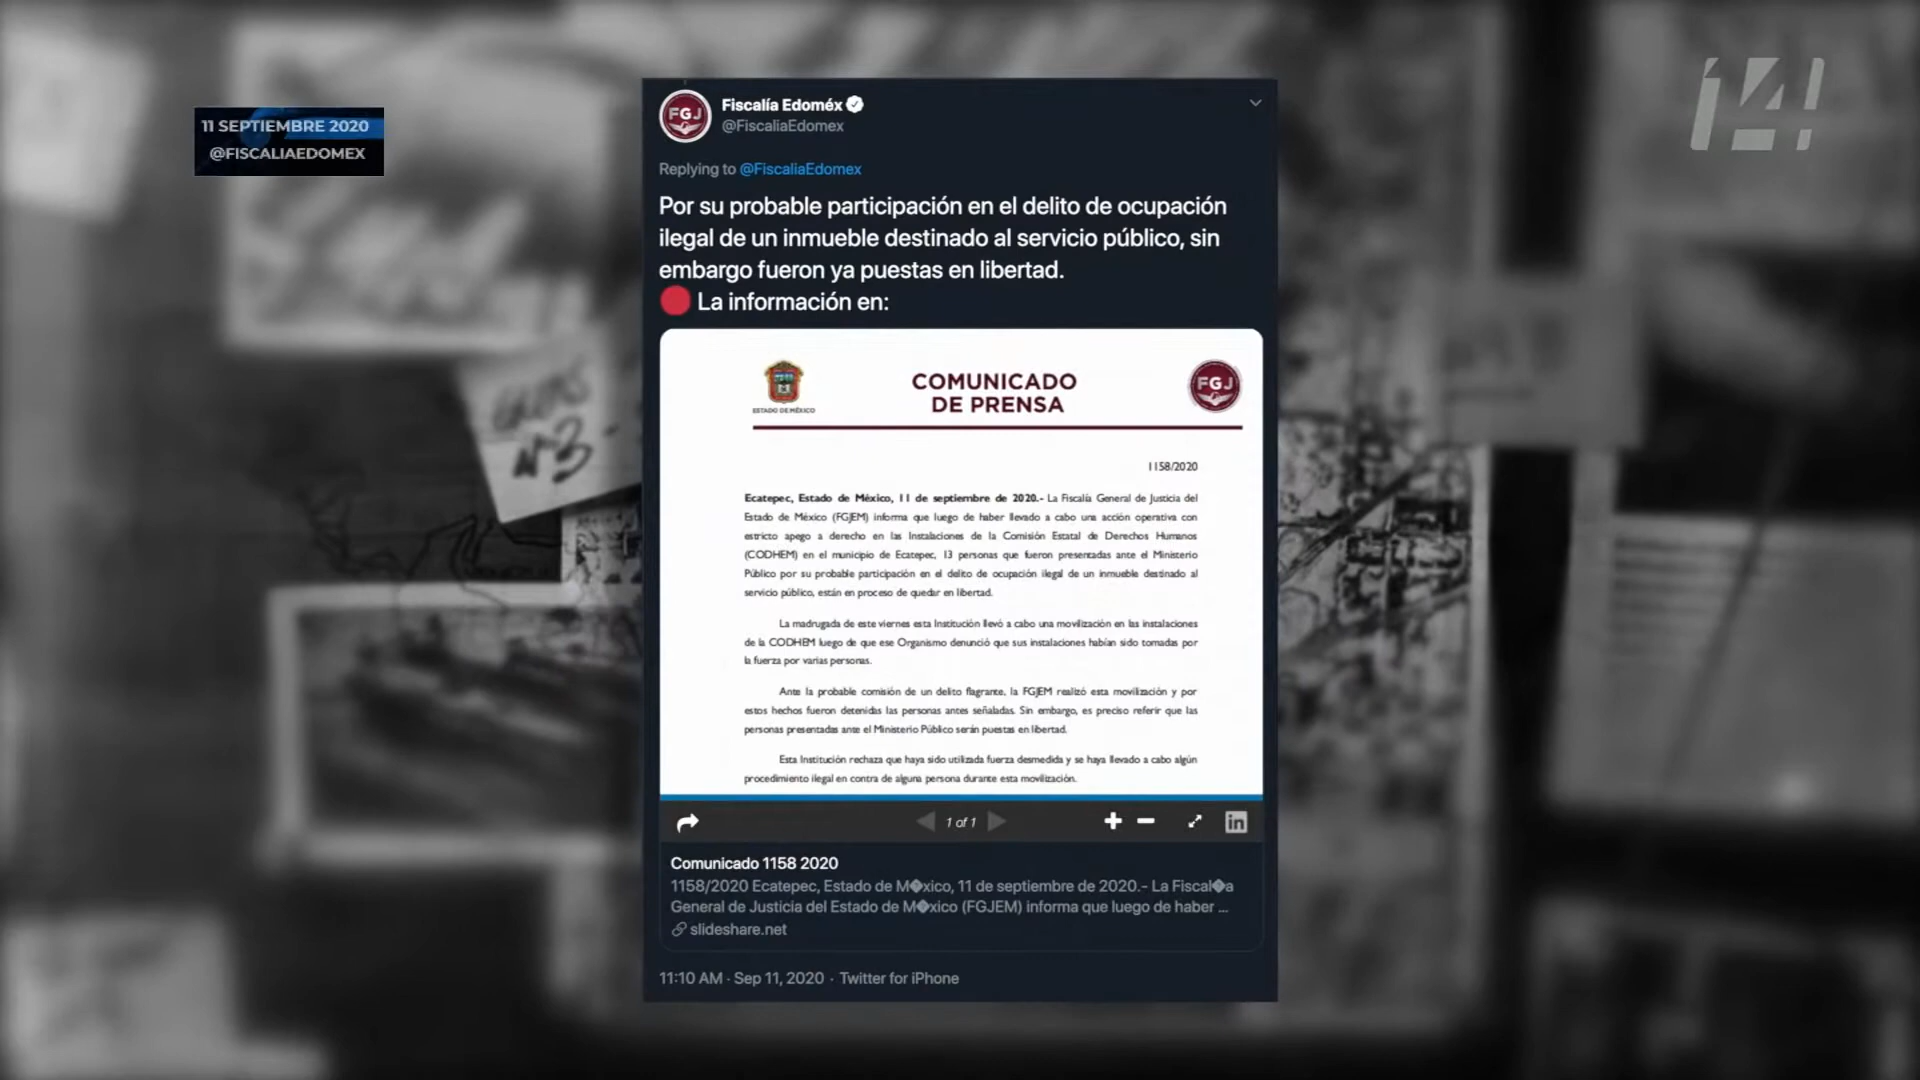 11 SEPTIEMBRE 2020
@FISCALIAEDOMEX
14
FGJ
Fiscalía Edoméx
@FiscaliaEdomex
Replying to @FiscaliaEdomex
Por su probable participación en el delito de ocupación
ilegal de un inmueble destinado al servicio público, sin
embargo fueron ya puestas en libertad.
🔴 La información en:
ESTADO DE MÉXICO
COMUNICADO
DE PRENSA
FGJ
1158/2020
Ecatepec, Estado de México, 11 de septiembre de 2020.- La Fiscalía General de Justicia del
Estado de México (FGJEM) informa que luego de haber llevado a cabo una acción operativa con
estricto apego a derecho en las Instalaciones de la Comisión Estatal de Derechos Humanos
(CODHEM) en el municipio de Ecatepec, 13 personas que fueron presentadas ante el Ministerio
Público por su probable participación en el delito de ocupación ilegal de un inmueble destinado al
servicio público, están en proceso de quedar en libertad.
La madrugada de este viernes esta Institución llevó a cabo una movilización en las instalaciones
de la CODHEM luego de que ese Organismo denunció que sus instalaciones habían sido tomadas por
la fuerza por varias personas.
Ante la probable comisión de un delito flagrante, la FGJEM realizó esta movilización y por
estos hechos fueron detenidas las personas antes señaladas. Sin embargo, es preciso referir que las
personas presentadas ante el Ministerio Público serán puestas en libertad.
Esta Institución rechaza que haya sido utilizada fuerza desmedida y se haya llevado a cabo algún
procedimiento ilegal en contra de alguna persona durante esta movilización.
1 of 1
in
Comunicado 1158 2020
1158/2020 Ecatepec, Estado de M�xico, 11 de septiembre de 2020.- La Fiscal�a
General de Justicia del Estado de M�xico (FGJEM) informa que luego de haber ...
slideshare.net
11:10 AM · Sep 11, 2020 · Twitter for iPhone